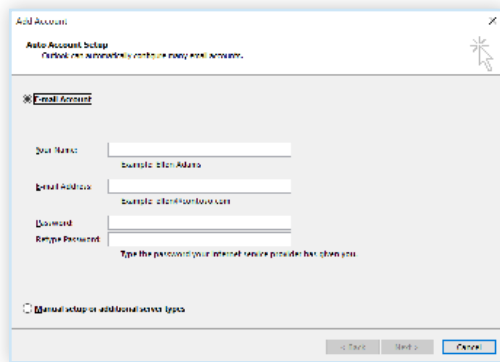 Add Account
Auto Account Setup
Outlook can automatically configure many email accounts.
E-mail Account
Your Name:
Example: Ellen Adams
E-mail Address:
Example: ellen@contoso.com
Password:
Retype Password:
Type the password your Internet service provider has given you.
Manual setup or additional server types
< Back Next > Cancel